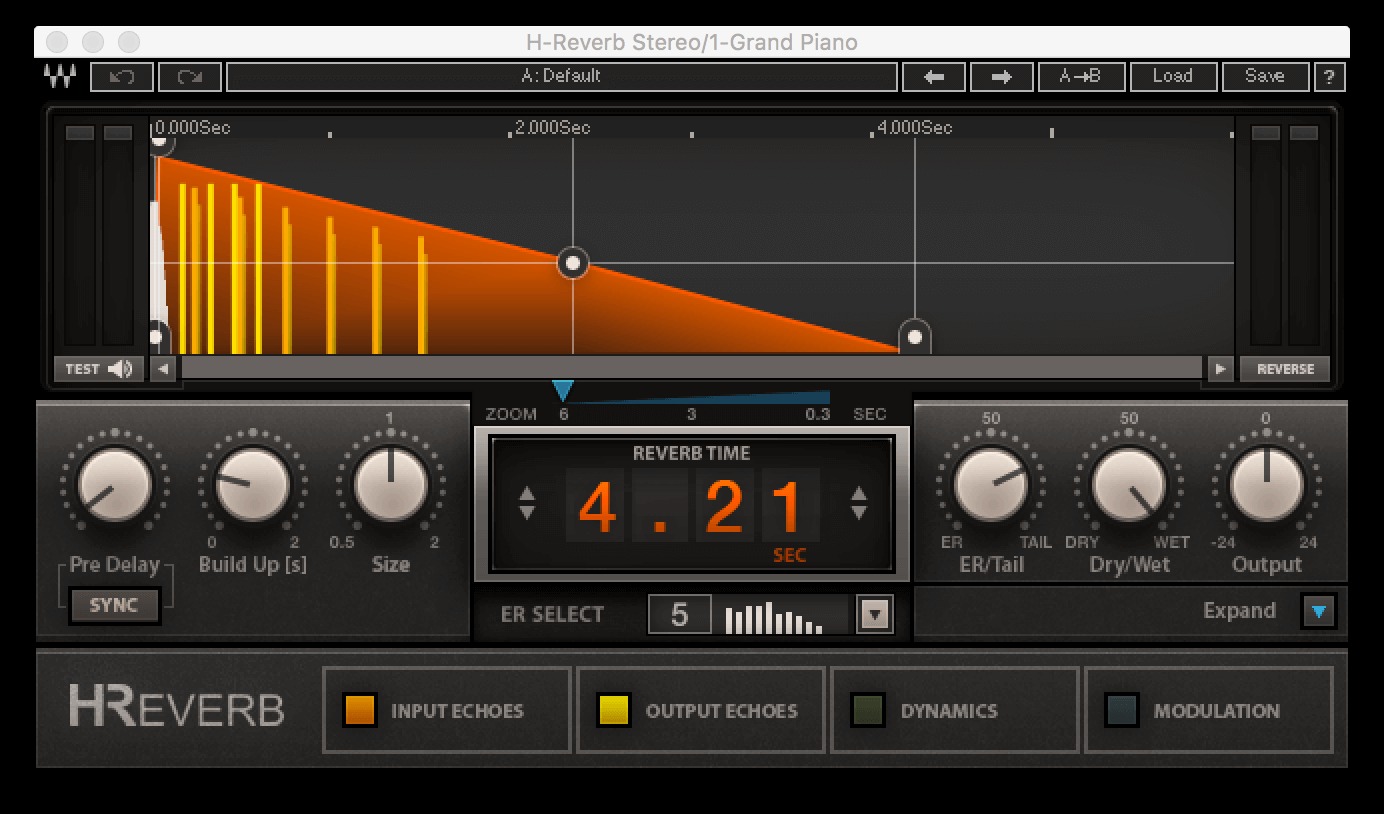 H-Reverb Stereo/1-Grand Piano
A: Default
A→B
Load
Save
?
0.000Sec
2.000Sec
4.000Sec
TEST
REVERSE
ZOOM 6 3 0.3 SEC
1
50
50
0
REVERB TIME
4.21
SEC
0 2
0.5 2
ER TAIL
DRY WET
-24 24
Pre Delay
Build Up [s]
Size
ER/Tail
Dry/Wet
Output
SYNC
ER SELECT 5
Expand
HREVERB
INPUT ECHOES
OUTPUT ECHOES
DYNAMICS
MODULATION